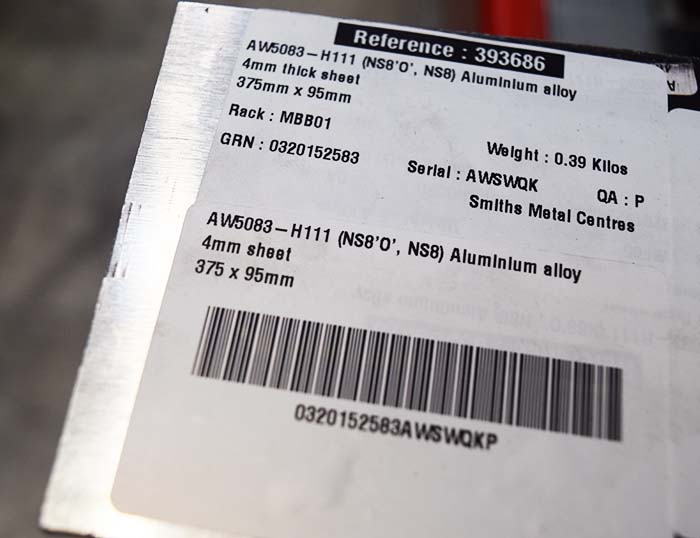 Reference : 393686
AW5083-H111 (NS8'O', NS8) Aluminium alloy
4mm thick sheet
375mm x 95mm
Rack : MBB01
Weight : 0.39 Kilos
GRN : 0320152583
Serial : AWSWQK
QA : P
Smiths Metal Centres
AW5083-H111 (NS8'O', NS8) Aluminium alloy
4mm sheet
375 x 95mm
0320152583AWSWQKP